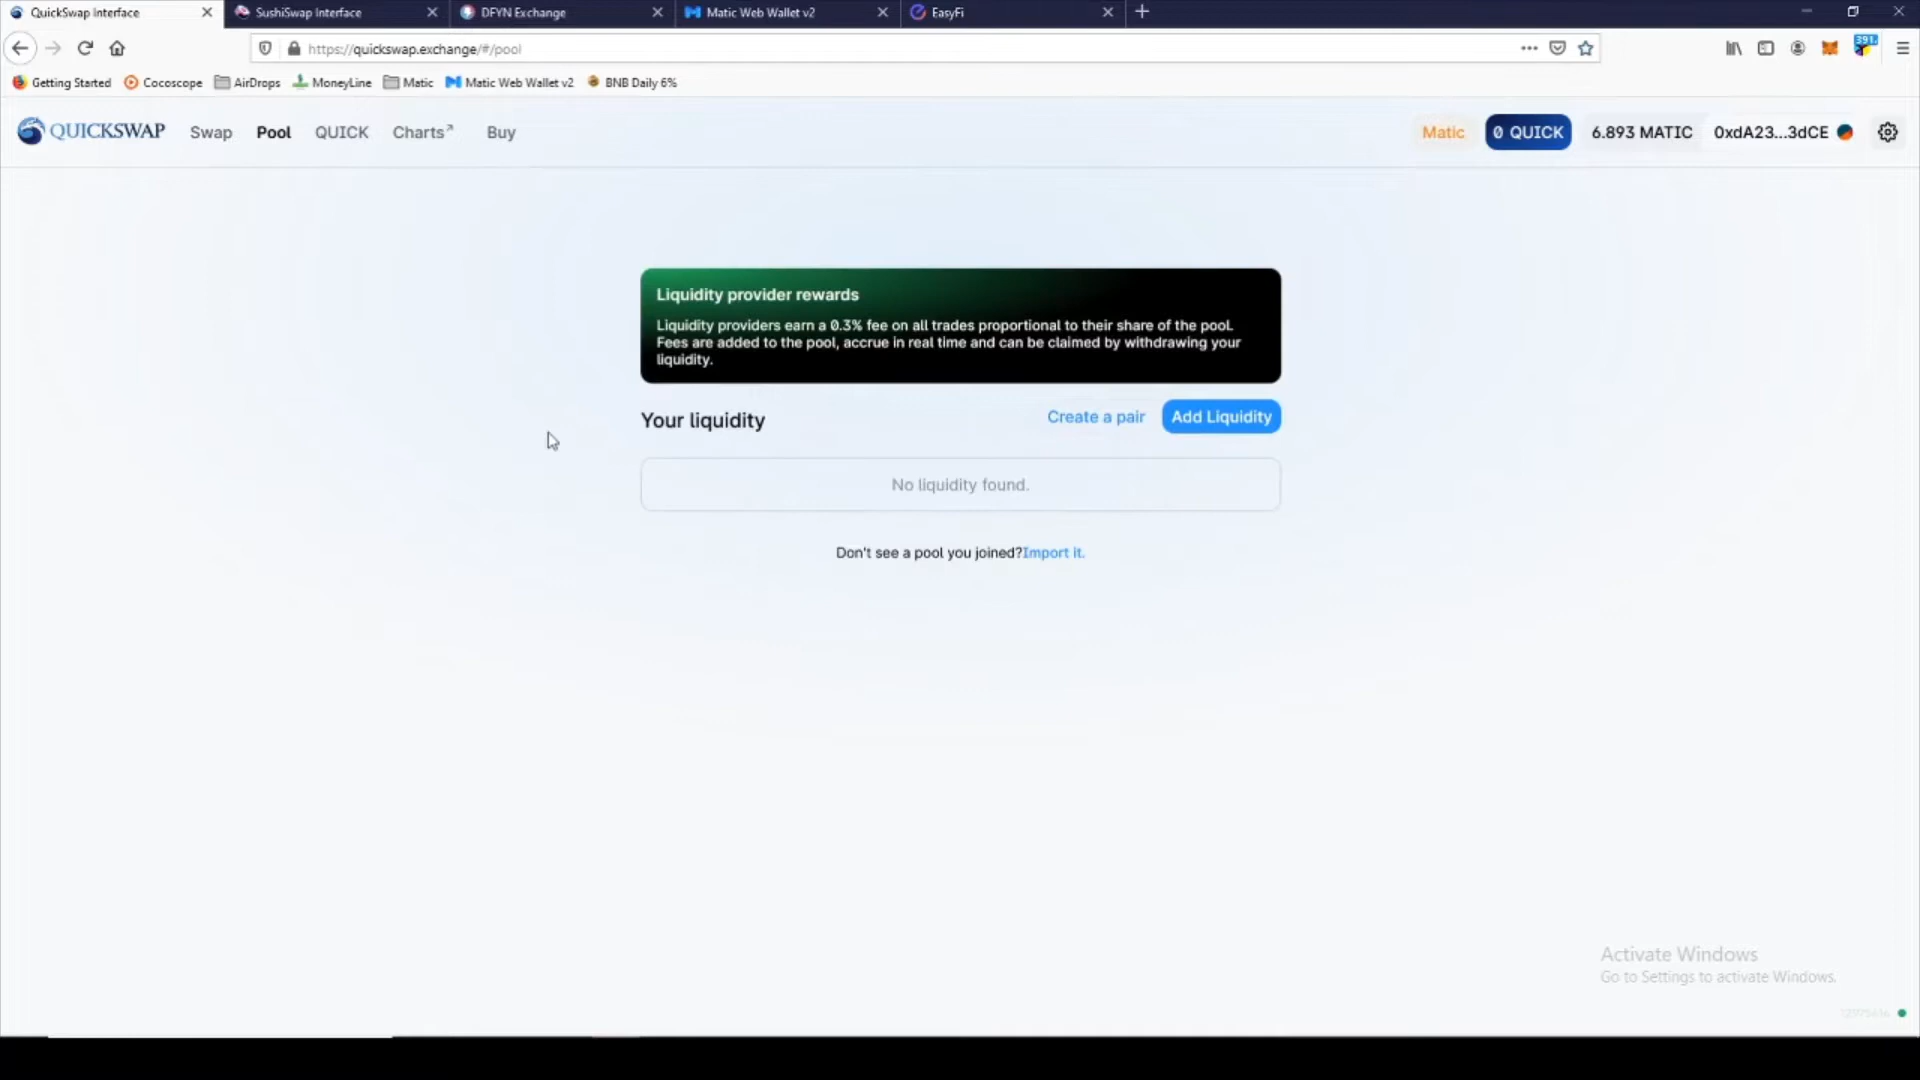 QuickSwap Interface
SushiSwap Interface
DFYN Exchange
Matic Web Wallet v2
EasyFi
https://quickswap.exchange/#/pool
391
Getting Started
Cocoscope
AirDrops
MoneyLine
Matic
Matic Web Wallet v2
BNB Daily 6%
QUICKSWAP
Swap
Pool
QUICK
Charts↗
Buy
Matic
0 QUICK
6.893 MATIC
0xdA23...3dCE
Liquidity provider rewards
Liquidity providers earn a 0.3% fee on all trades proportional to their share of the pool.
Fees are added to the pool, accrue in real time and can be claimed by withdrawing your
liquidity.
Your liquidity
Create a pair
Add Liquidity
No liquidity found.
Don't see a pool you joined?Import it.
Activate Windows
Go to Settings to activate Windows.